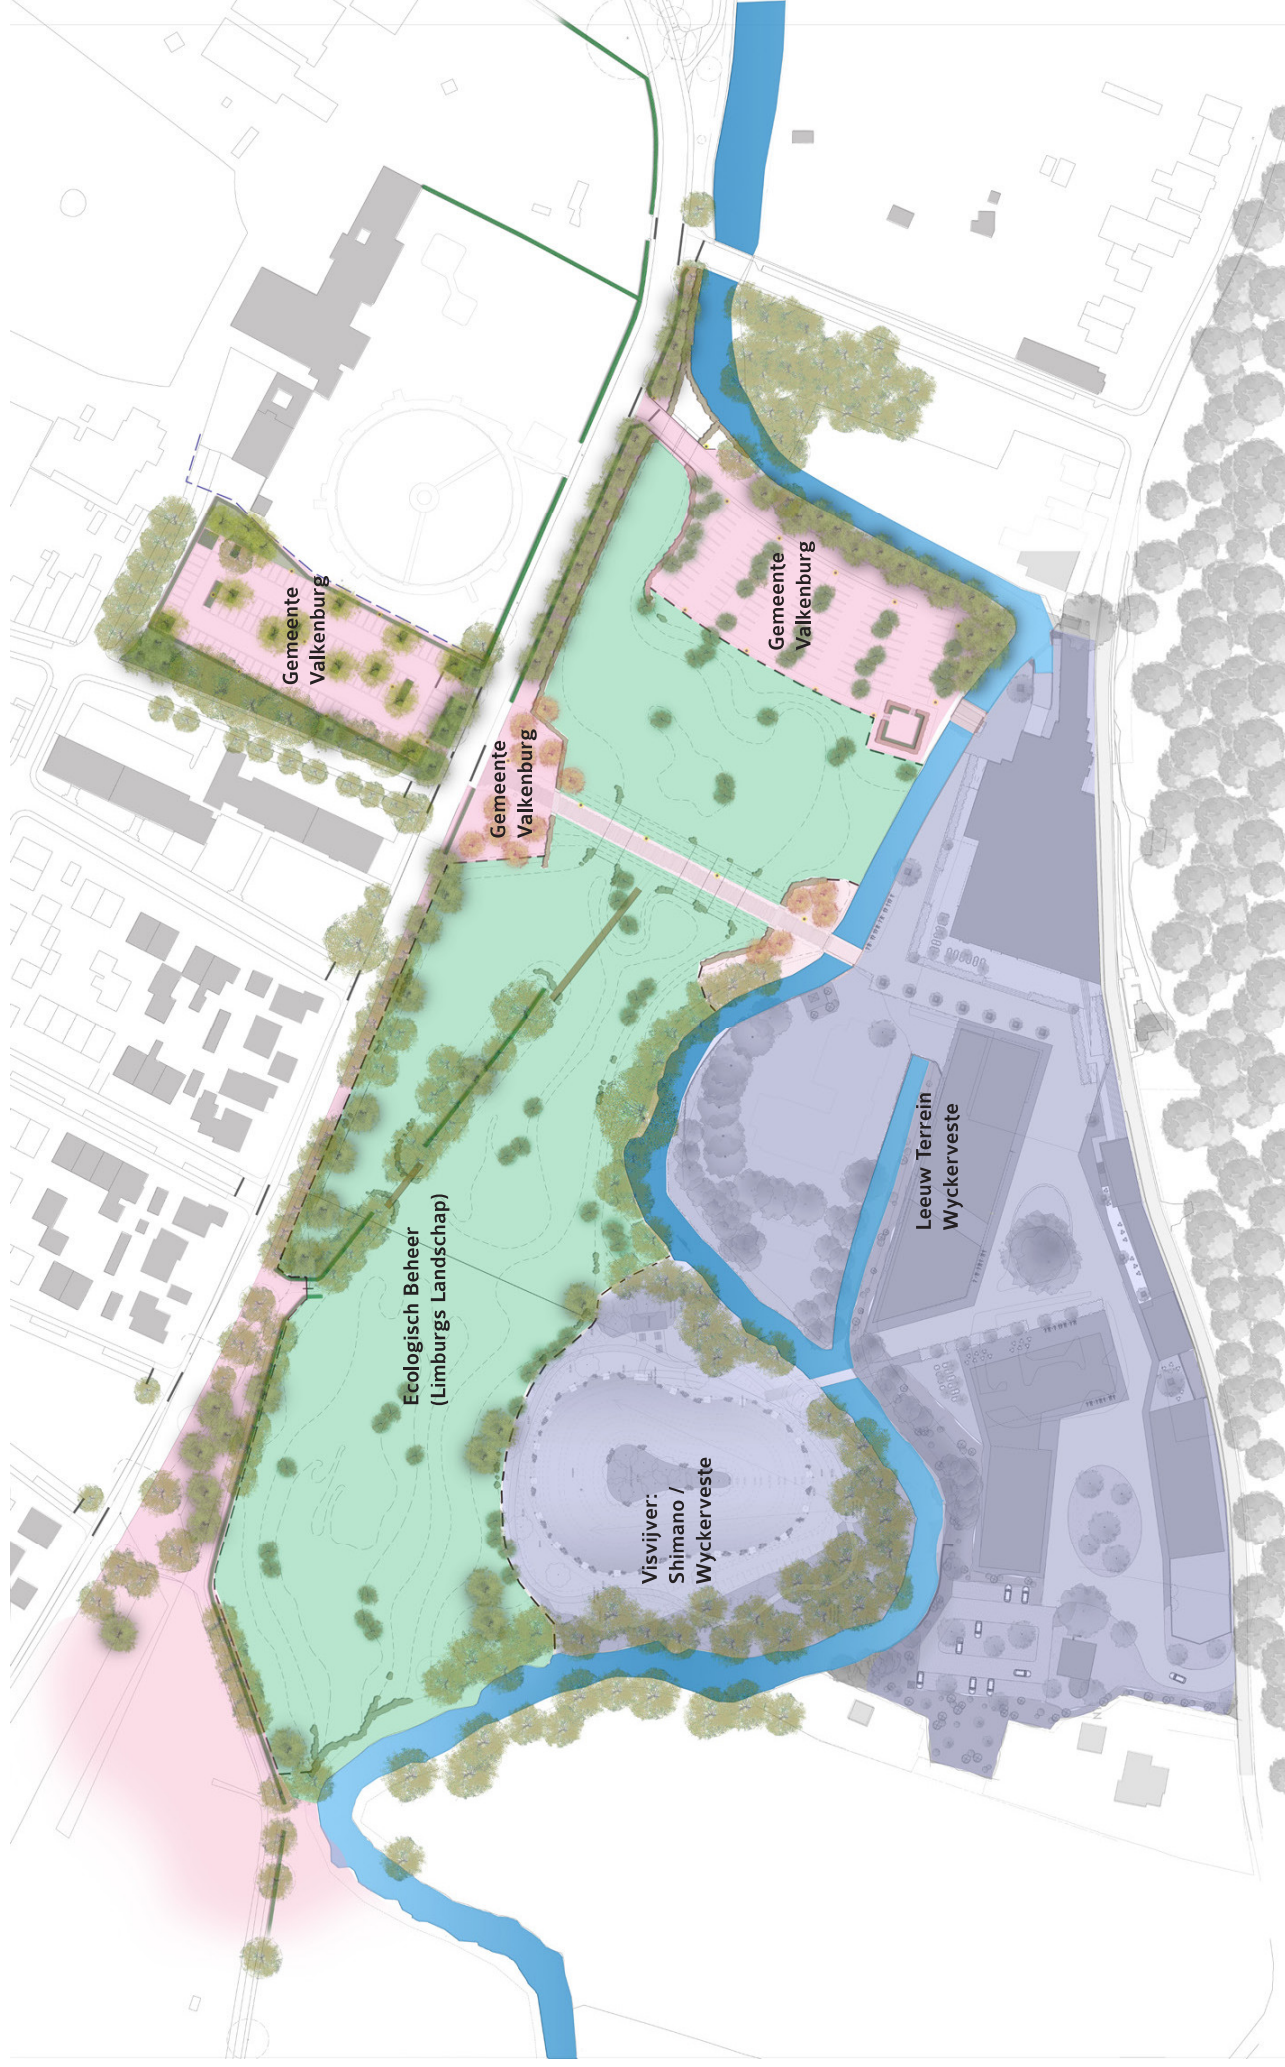 Gemeente
Valkenburg
Gemeente
Valkenburg
Gemeente
Valkenburg
Ecologisch Beheer
(Limburgs Landschap)
Leeuw Terrein
Wyckerveste
Visvijver:
Shimano /
Wyckerveste